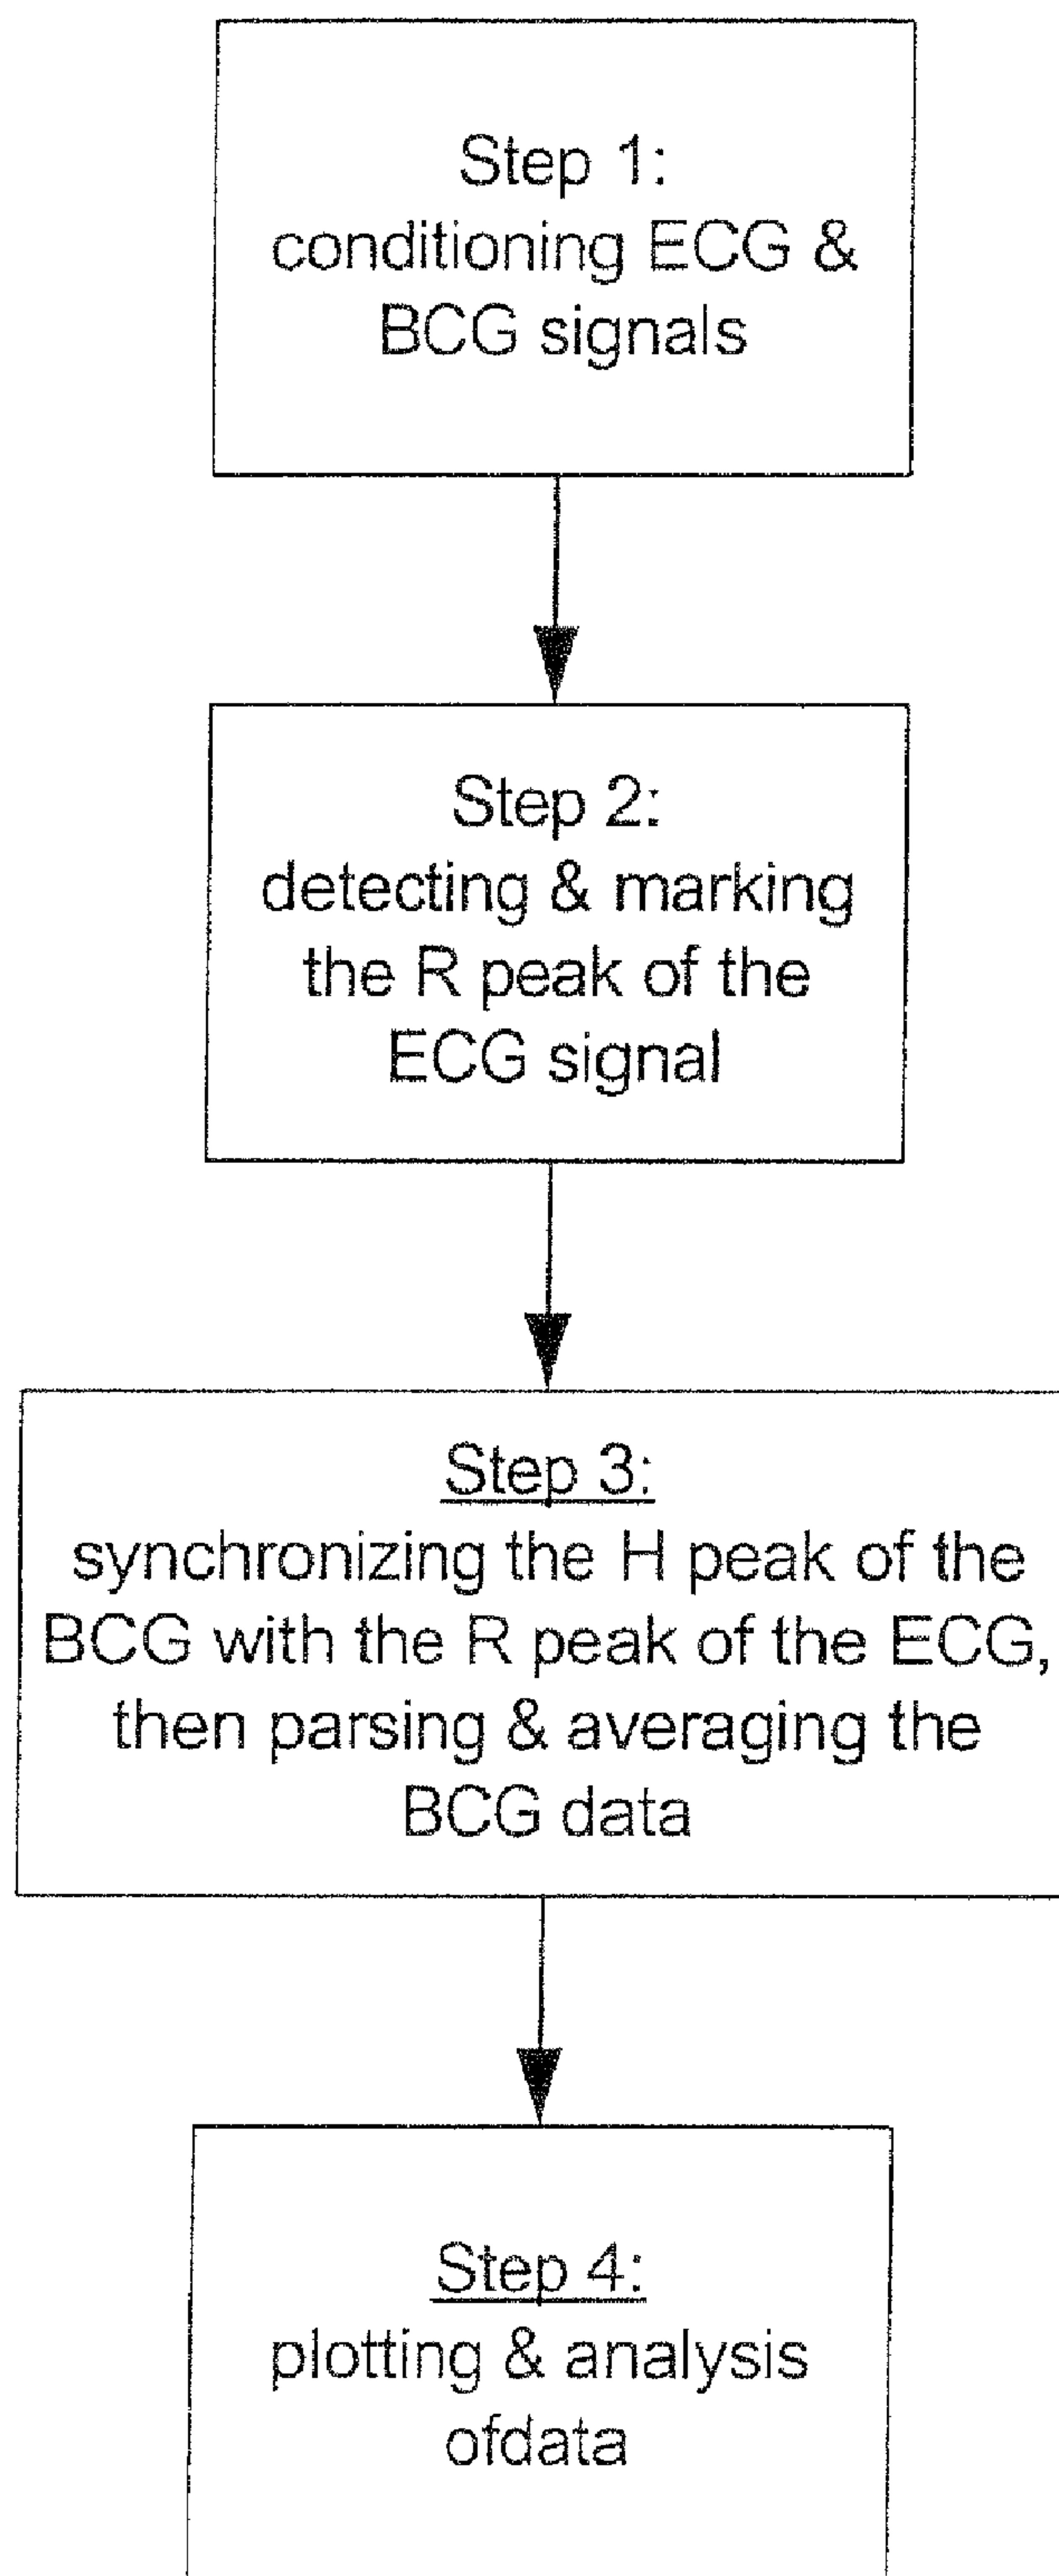 Step 1:
conditioning ECG &
BCG signals
Step 2:
detecting & marking
the R peak of the
ECG signal
Step 3:
synchronizing the H peak of the
BCG with the R peak of the ECG,
then parsing & averaging the
BCG data
Step 4:
plotting & analysis
ofdata